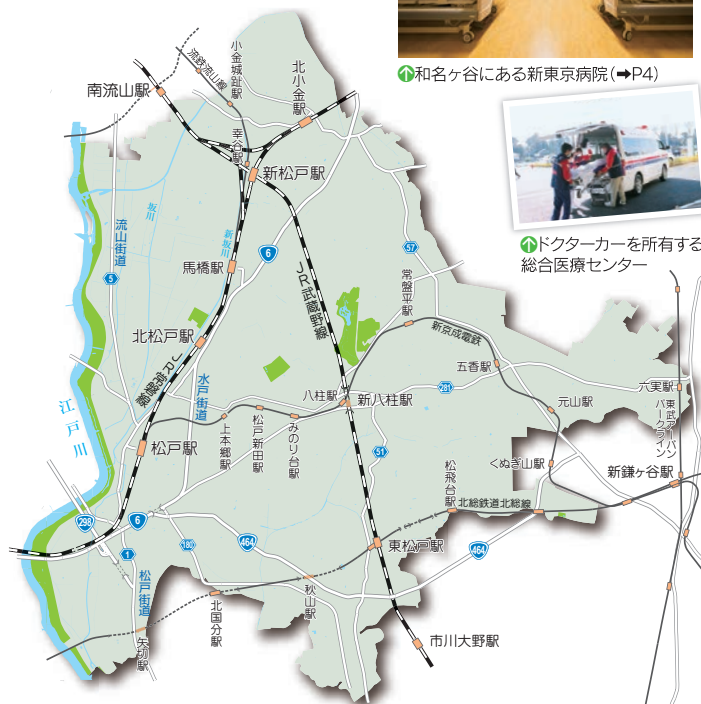 和名ヶ谷にある新東京病院(➡P4)
ドクターカーを所有する
総合医療センター
南流山駅
流鉄流山線
小金城趾駅
北小金駅
幸谷駅
新松戸駅
流山街道
坂川
新坂川
5
6
57
馬橋駅
JR武蔵野線
常盤平駅
北松戸駅
新京成電鉄
JR常磐線
水戸街道
五香駅
江戸川
八柱駅
新八柱駅
281
六実駅
東武アーバンパークライン
元山駅
松戸駅
上本郷駅
松戸新田駅
みのり台駅
51
くぬぎ山駅
新鎌ヶ谷駅
松飛台駅
北総鉄道北総線
298
6
1
180
464
東松戸駅
464
松戸街道
矢切駅
北国分駅
秋山駅
市川大野駅